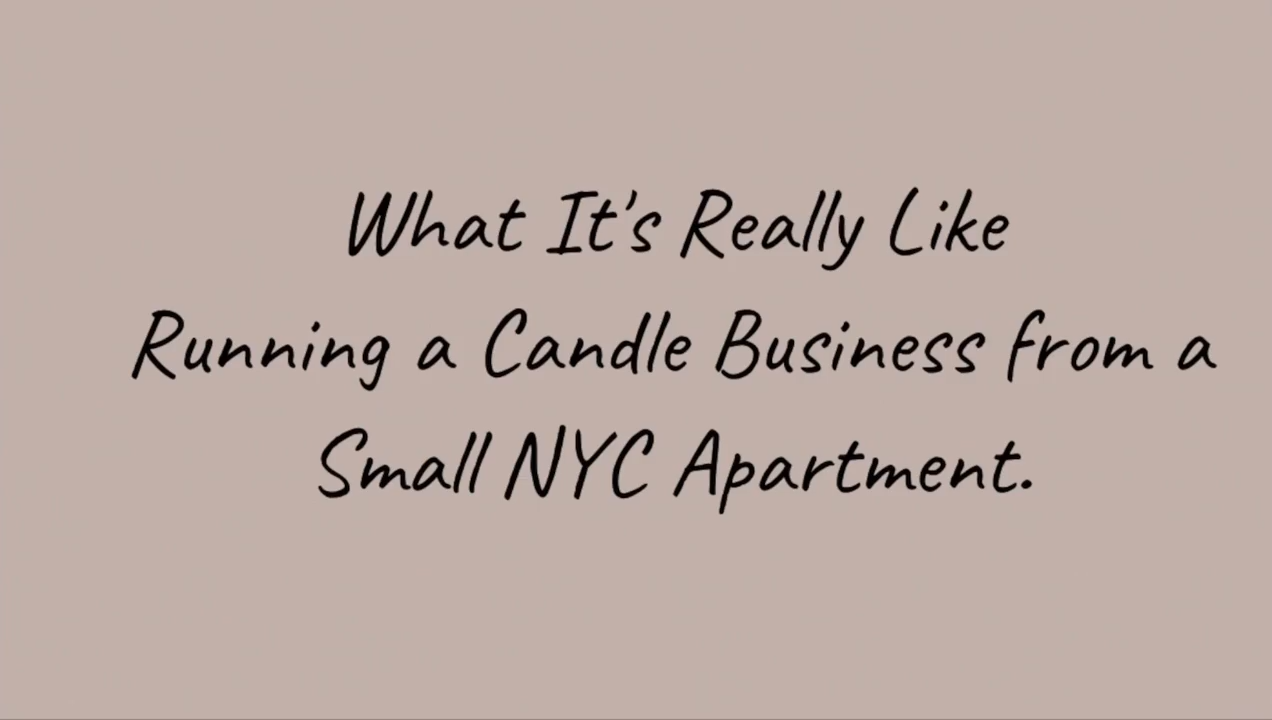 What It's Really Like
Running a Candle Business from a
Small NYC Apartment.